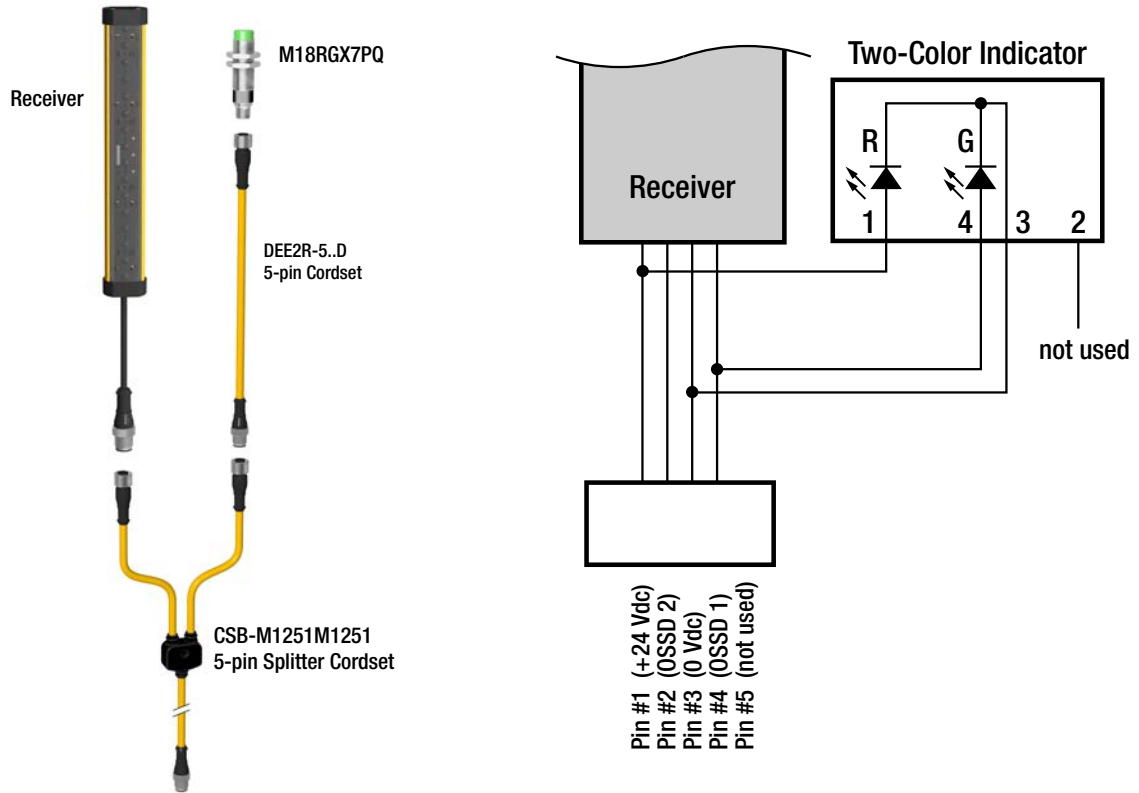 M18RGX7PQ
Receiver
DEE2R-5..D
5-pin Cordset
CSB-M1251M1251
5-pin Splitter Cordset
Two-Color Indicator
R
G
Receiver
1
4
3
2
not used
Pin #1 (+24 Vdc)
Pin #2 (OSSD 2)
Pin #3 (0 Vdc)
Pin #4 (OSSD 1)
Pin #5 (not used)